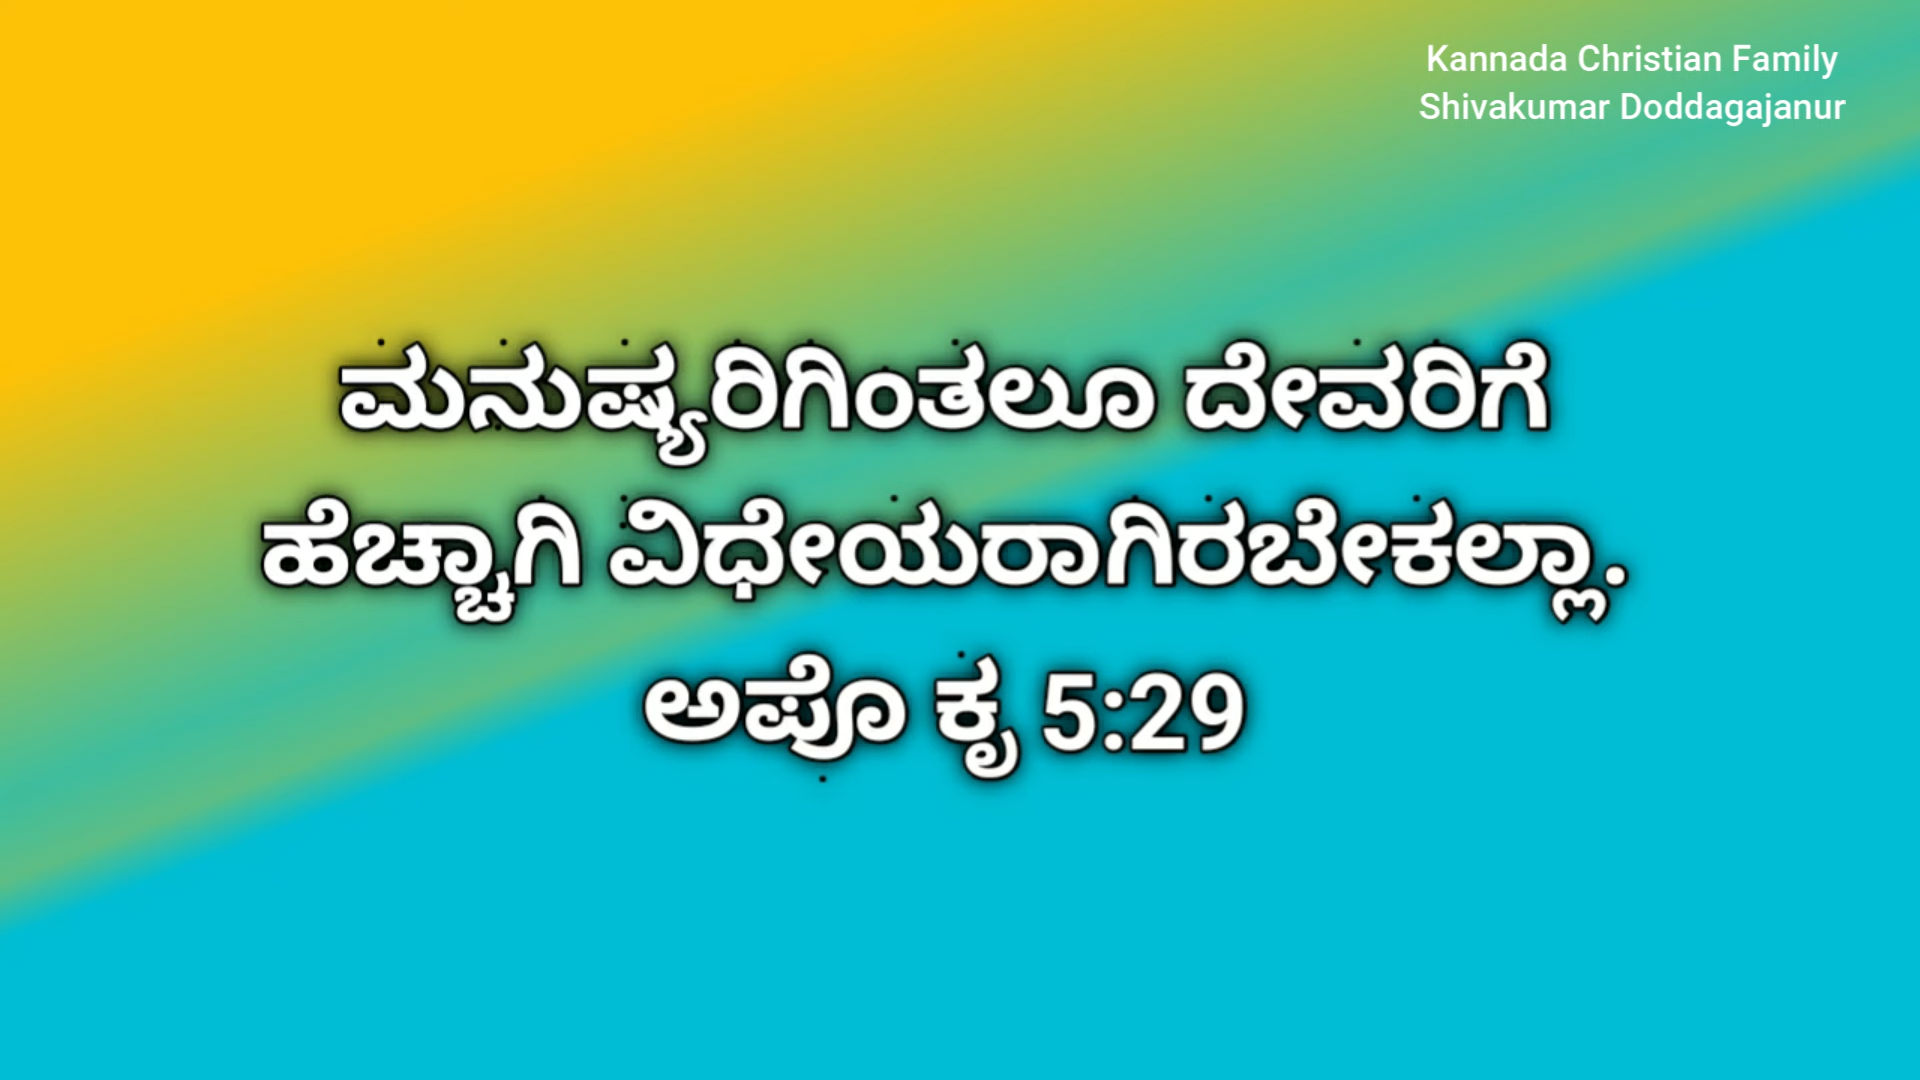 Kannada Christian Family
Shivakumar Doddagajanur
ಮನುಷ್ಯರಿಗಿಂತಲೂ ದೇವರಿಗೆ
ಹೆಚ್ಚಾಗಿ ವಿಧೇಯರಾಗಿರಬೇಕಲ್ಲಾ.
ಅಪೊ ಕೃ 5:29